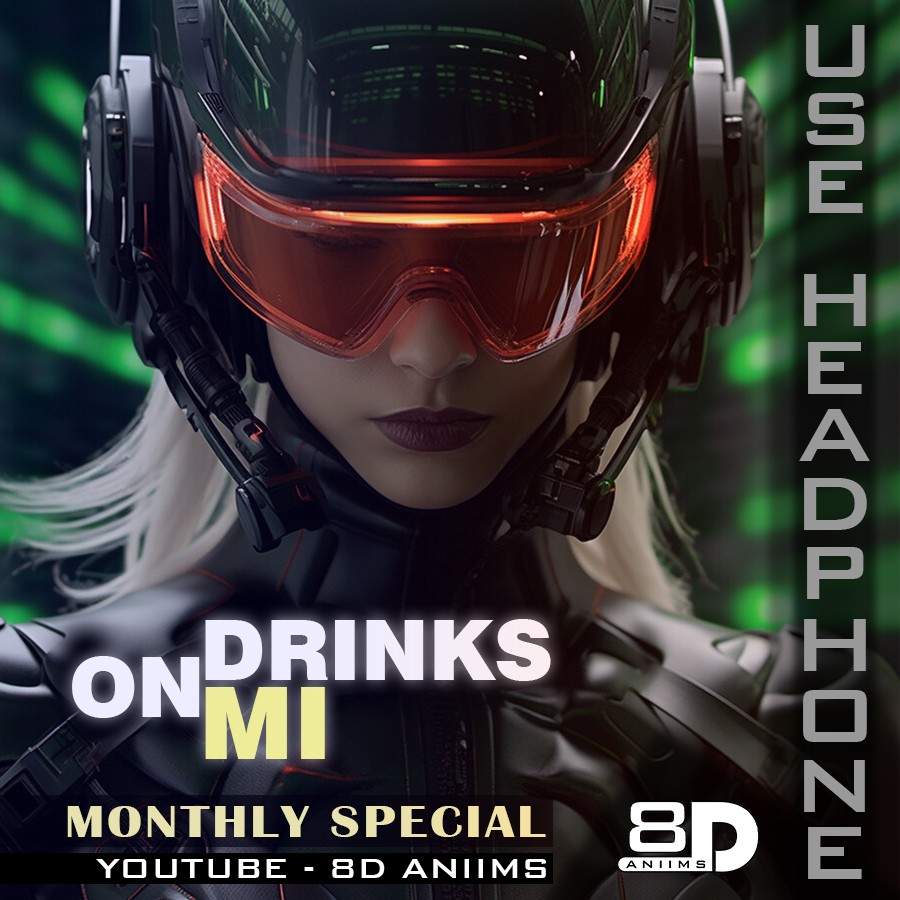 DRINKS
ON
MI
MONTHLY SPECIAL
YOUTUBE - 8D ANIIMS
8D
ANIIMS
USE HEADPHONE